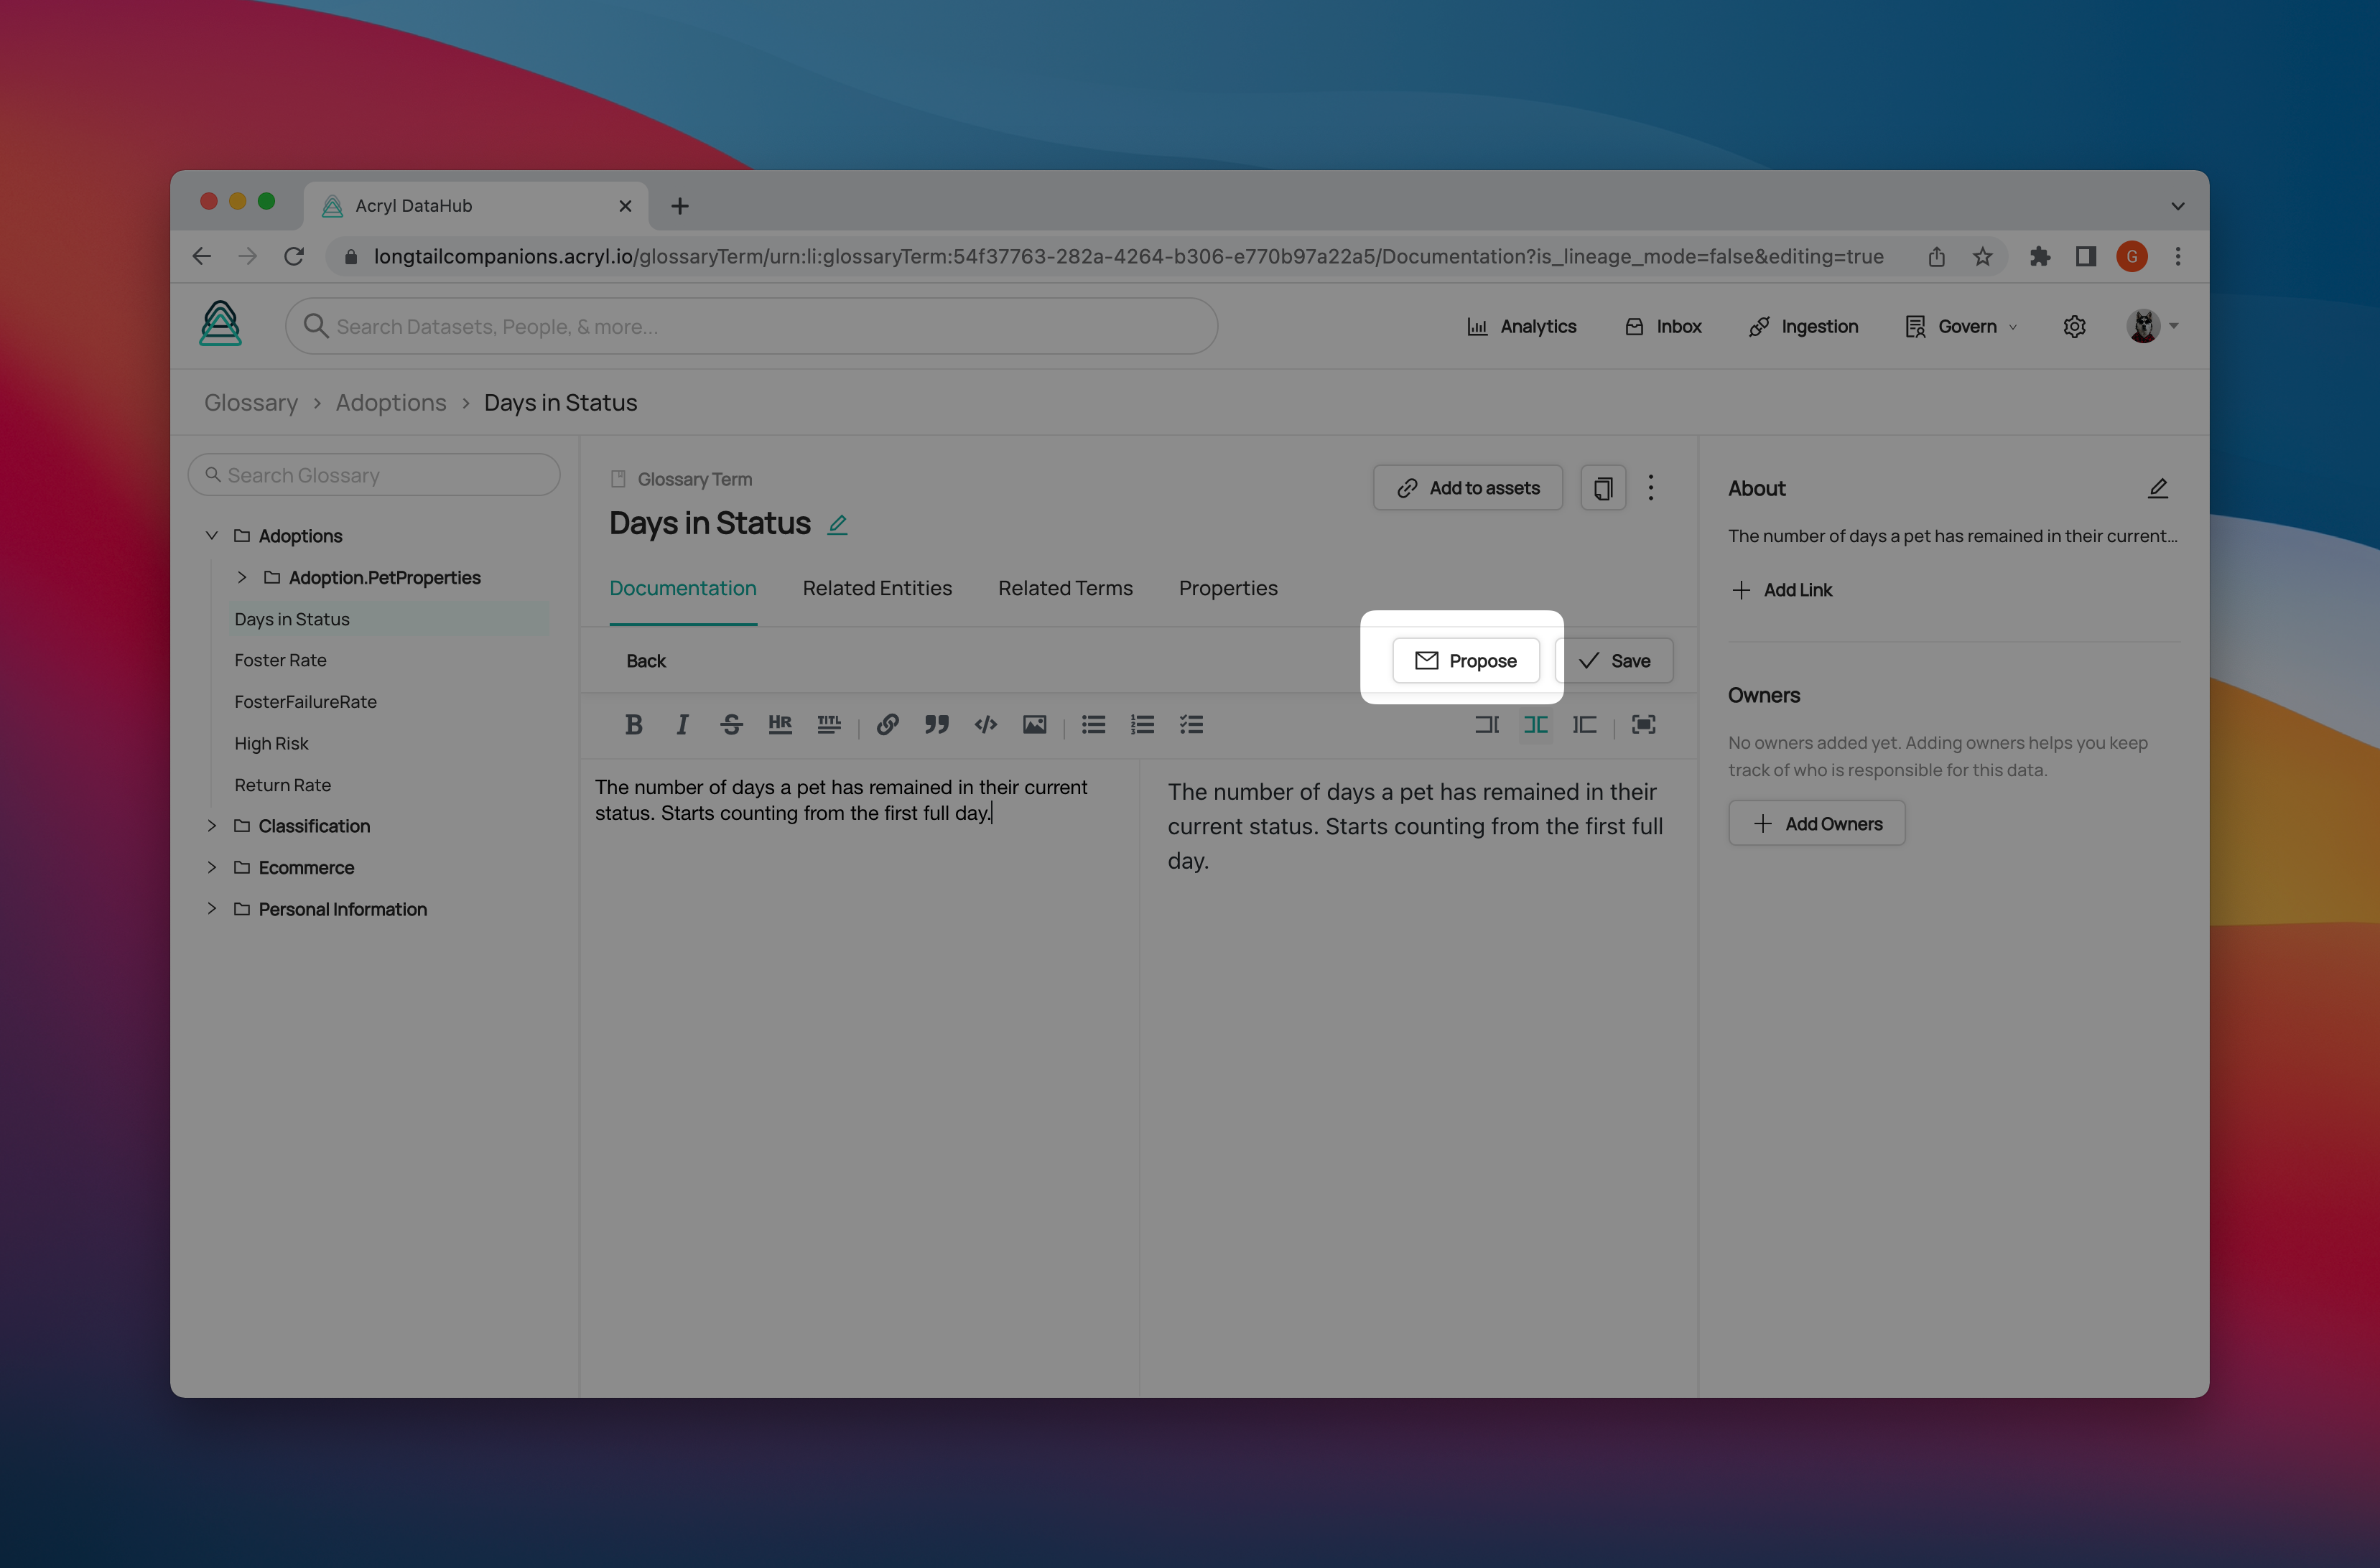 Acryl DataHub
longtailcompanions.acryl.io/glossaryTerm/urn:li:glossaryTerm:54f37763-282a-4264-b306-e770b97a22a5/Documentation?is_lineage_mode=false&editing=true
G
Search Datasets, People, & more...
Analytics
Inbox
Ingestion
Govern
Glossary > Adoptions > Days in Status
Search Glossary
Adoptions
Adoption.PetProperties
Days in Status
Foster Rate
FosterFailureRate
High Risk
Return Rate
Classification
Ecommerce
Personal Information
Glossary Term
Days in Status
Add to assets
Documentation
Related Entities
Related Terms
Properties
Back
Propose
Save
B I S HR TITL
The number of days a pet has remained in their current
status. Starts counting from the first full day.
The number of days a pet has remained in their
current status. Starts counting from the first full
day.
About
The number of days a pet has remained in their current...
Add Link
Owners
No owners added yet. Adding owners helps you keep
track of who is responsible for this data.
Add Owners